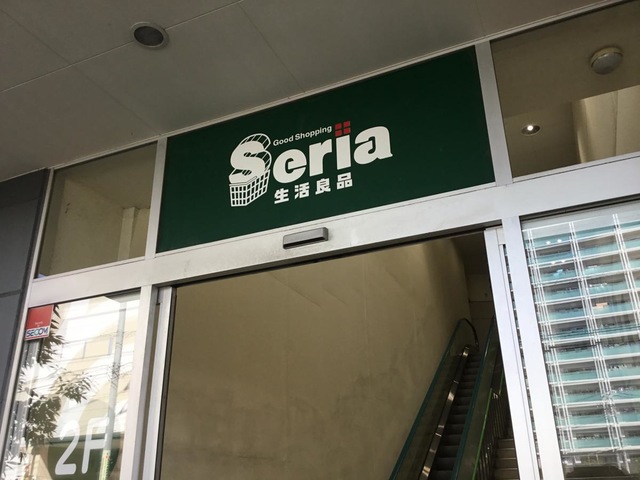 Good Shopping
Seria
生活良品
SECOM
2F